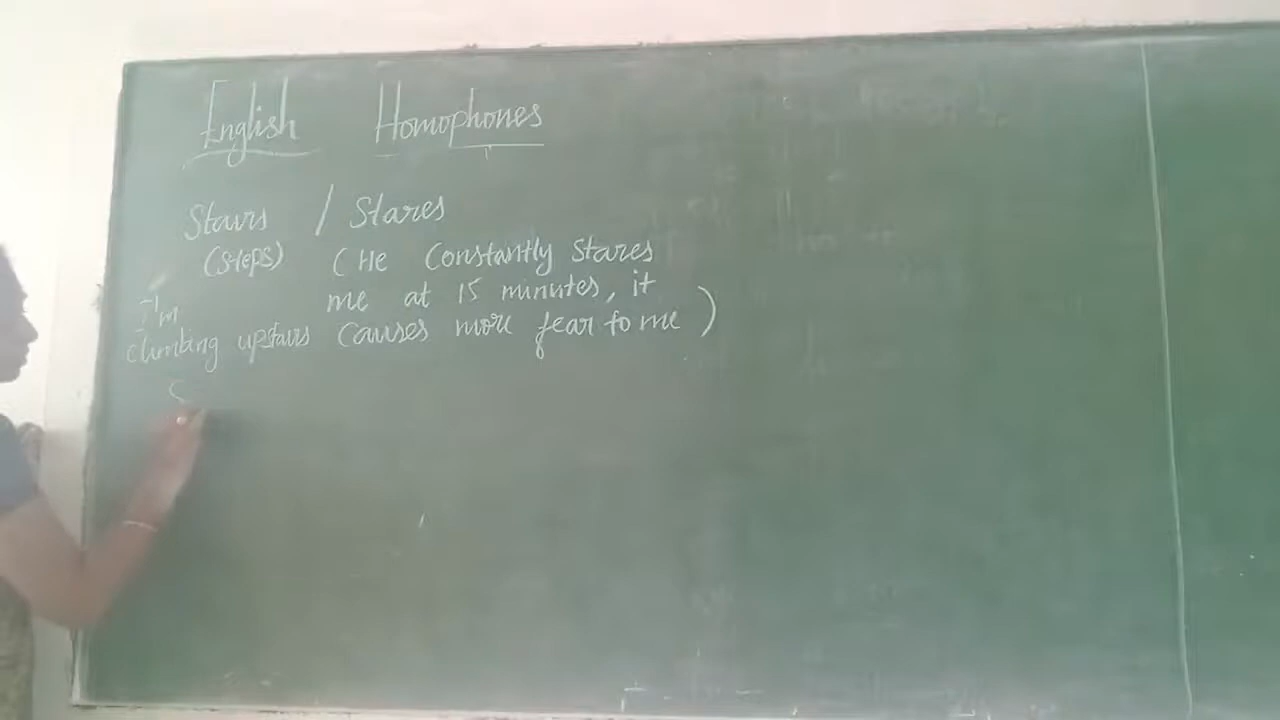 English Homophones
Stairs / Stares
(Steps) (He Constantly Stares
me at 15 minutes, it
I'm
climbing upstairs causes more fear to me)
S